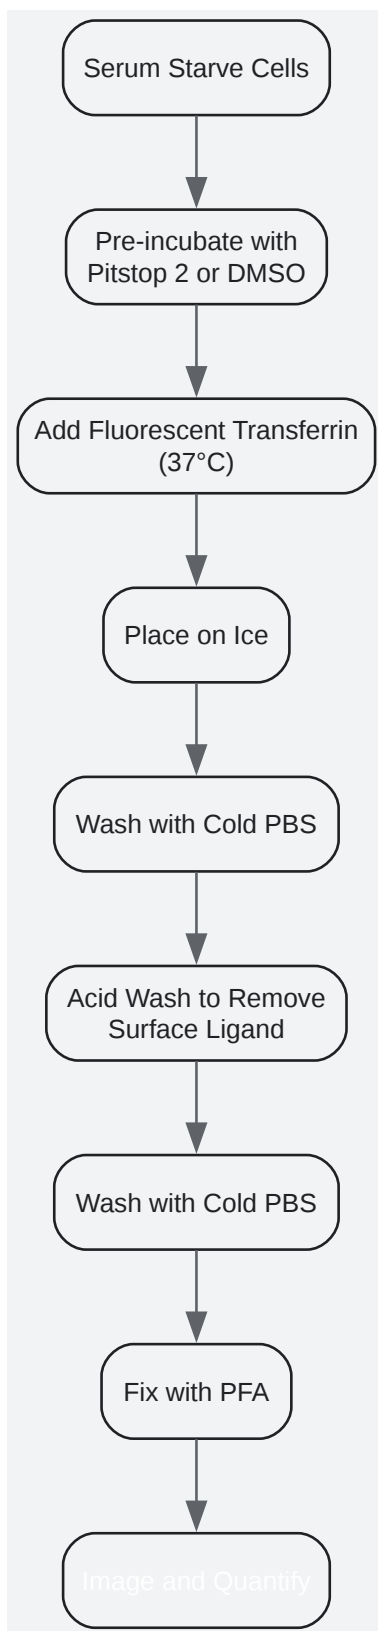 Serum Starve Cells
Pre-incubate with
Pitstop 2 or DMSO
Add Fluorescent Transferrin
(37°C)
Place on Ice
Wash with Cold PBS
Acid Wash to Remove
Surface Ligand
Wash with Cold PBS
Fix with PFA
Image and Quantify